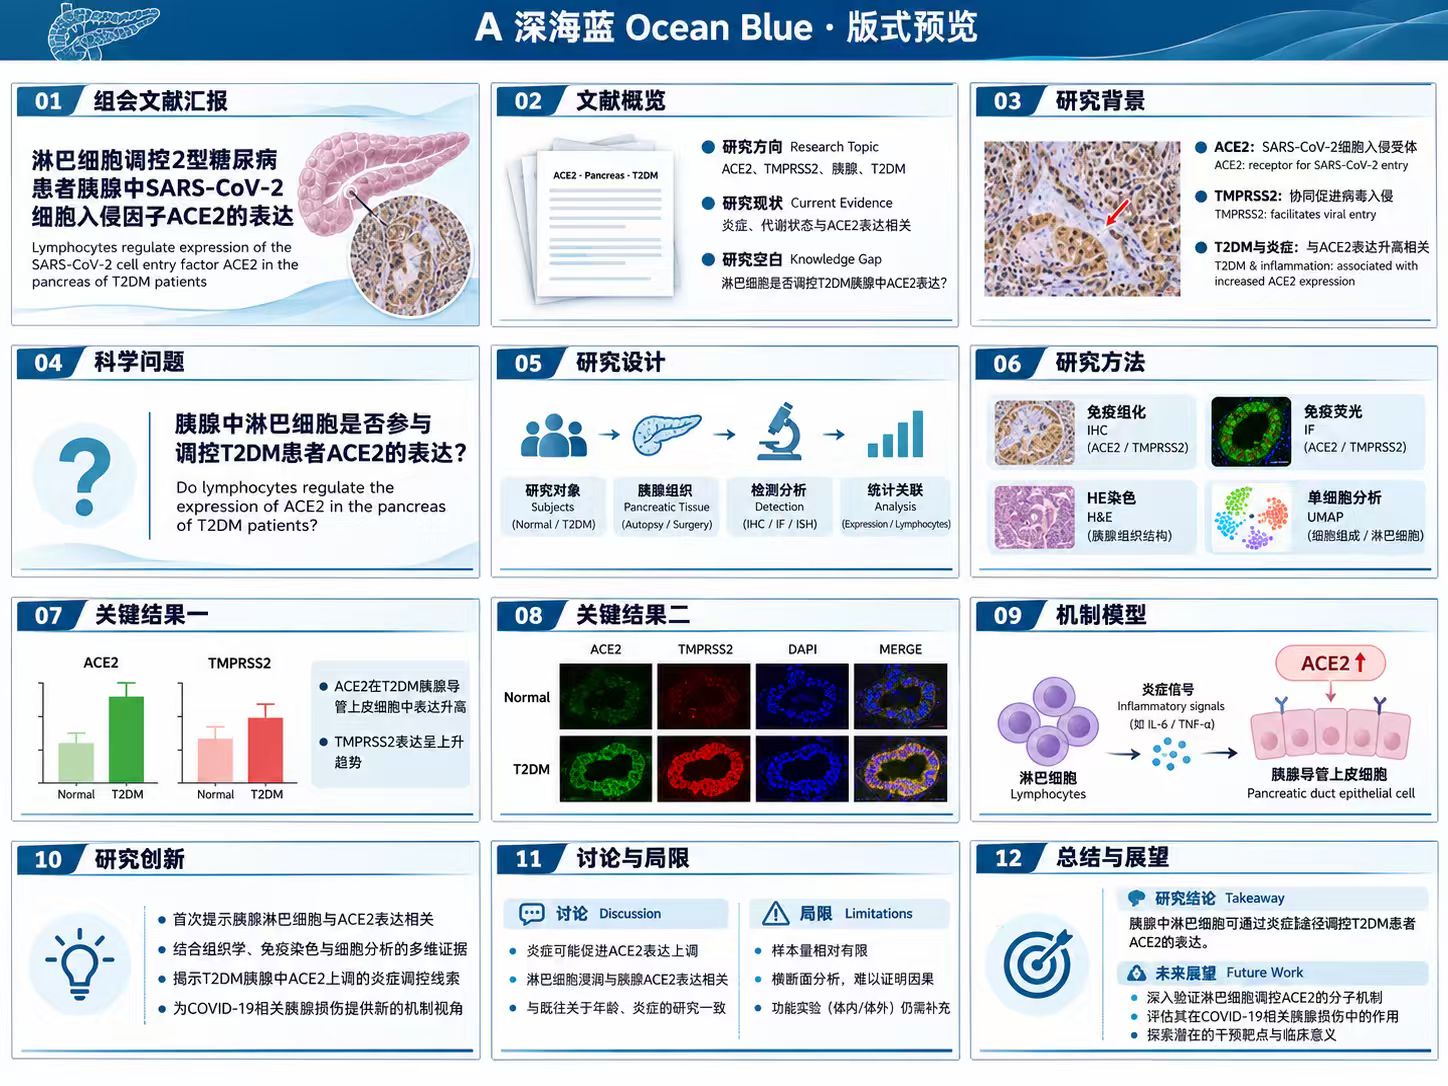 A 深海蓝 Ocean Blue · 版式预览
01 组会文献汇报
淋巴细胞调控2型糖尿病
患者胰腺中SARS-CoV-2
细胞入侵因子ACE2的表达
Lymphocytes regulate expression of the
SARS-CoV-2 cell entry factor ACE2 in the
pancreas of T2DM patients
02 文献概览
ACE2 - Pancreas - T2DM
研究方向 Research Topic
ACE2、TMPRSS2、胰腺、T2DM
研究现状 Current Evidence
炎症、代谢状态与ACE2表达相关
研究空白 Knowledge Gap
淋巴细胞是否调控T2DM胰腺中ACE2表达？
03 研究背景
ACE2：SARS-CoV-2细胞入侵受体
ACE2: receptor for SARS-CoV-2 entry
TMPRSS2：协同促进病毒入侵
TMPRSS2: facilitates viral entry
T2DM与炎症：与ACE2表达升高相关
T2DM & inflammation: associated with
increased ACE2 expression
04 科学问题
?
胰腺中淋巴细胞是否参与
调控T2DM患者ACE2的表达？
Do lymphocytes regulate the
expression of ACE2 in the pancreas
of T2DM patients?
05 研究设计
研究对象
Subjects
(Normal / T2DM)
胰腺组织
Pancreatic Tissue
(Autopsy / Surgery)
检测分析
Detection
(IHC / IF / ISH)
统计关联
Analysis
(Expression / Lymphocytes)
06 研究方法
免疫组化
IHC
(ACE2 / TMPRSS2)
免疫荧光
IF
(ACE2 / TMPRSS2)
HE染色
H&E
(胰腺组织结构)
单细胞分析
UMAP
(细胞组成 / 淋巴细胞)
07 关键结果一
ACE2
Normal T2DM
TMPRSS2
Normal T2DM
ACE2在T2DM胰腺导
管上皮细胞中表达升高
TMPRSS2表达呈上升
趋势
08 关键结果二
ACE2 TMPRSS2 DAPI MERGE
Normal
T2DM
09 机制模型
淋巴细胞
Lymphocytes
炎症信号
Inflammatory signals
(如 IL-6 / TNF-α)
ACE2 ↑
胰腺导管上皮细胞
Pancreatic duct epithelial cell
10 研究创新
首次提示胰腺淋巴细胞与ACE2表达相关
结合组织学、免疫染色与细胞分析的多维证据
揭示T2DM胰腺中ACE2上调的炎症调控线索
为COVID-19相关胰腺损伤提供新的机制视角
11 讨论与局限
讨论 Discussion
炎症可能促进ACE2表达上调
淋巴细胞浸润与胰腺ACE2表达相关
与既往关于年龄、炎症的研究一致
局限 Limitations
样本量相对有限
横断面分析，难以证明因果
功能实验（体内/体外）仍需补充
12 总结与展望
研究结论 Takeaway
胰腺中淋巴细胞可通过炎症途径调控T2DM患者
ACE2的表达。
未来展望 Future Work
深入验证淋巴细胞调控ACE2的分子机制
评估其在COVID-19相关胰腺损伤中的作用
探索潜在的干预靶点与临床意义